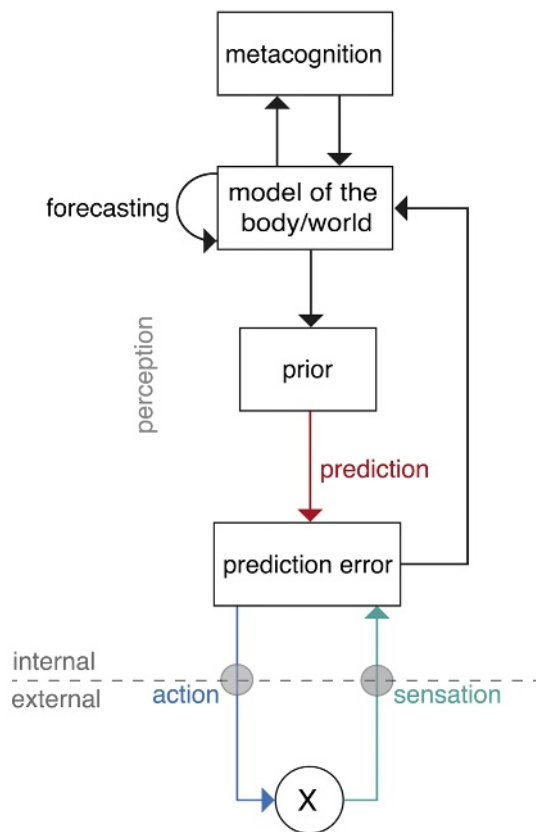 metacognition
forecasting
model of the
body/world
perception
prior
prediction
prediction error
internal
external
action
sensation
X